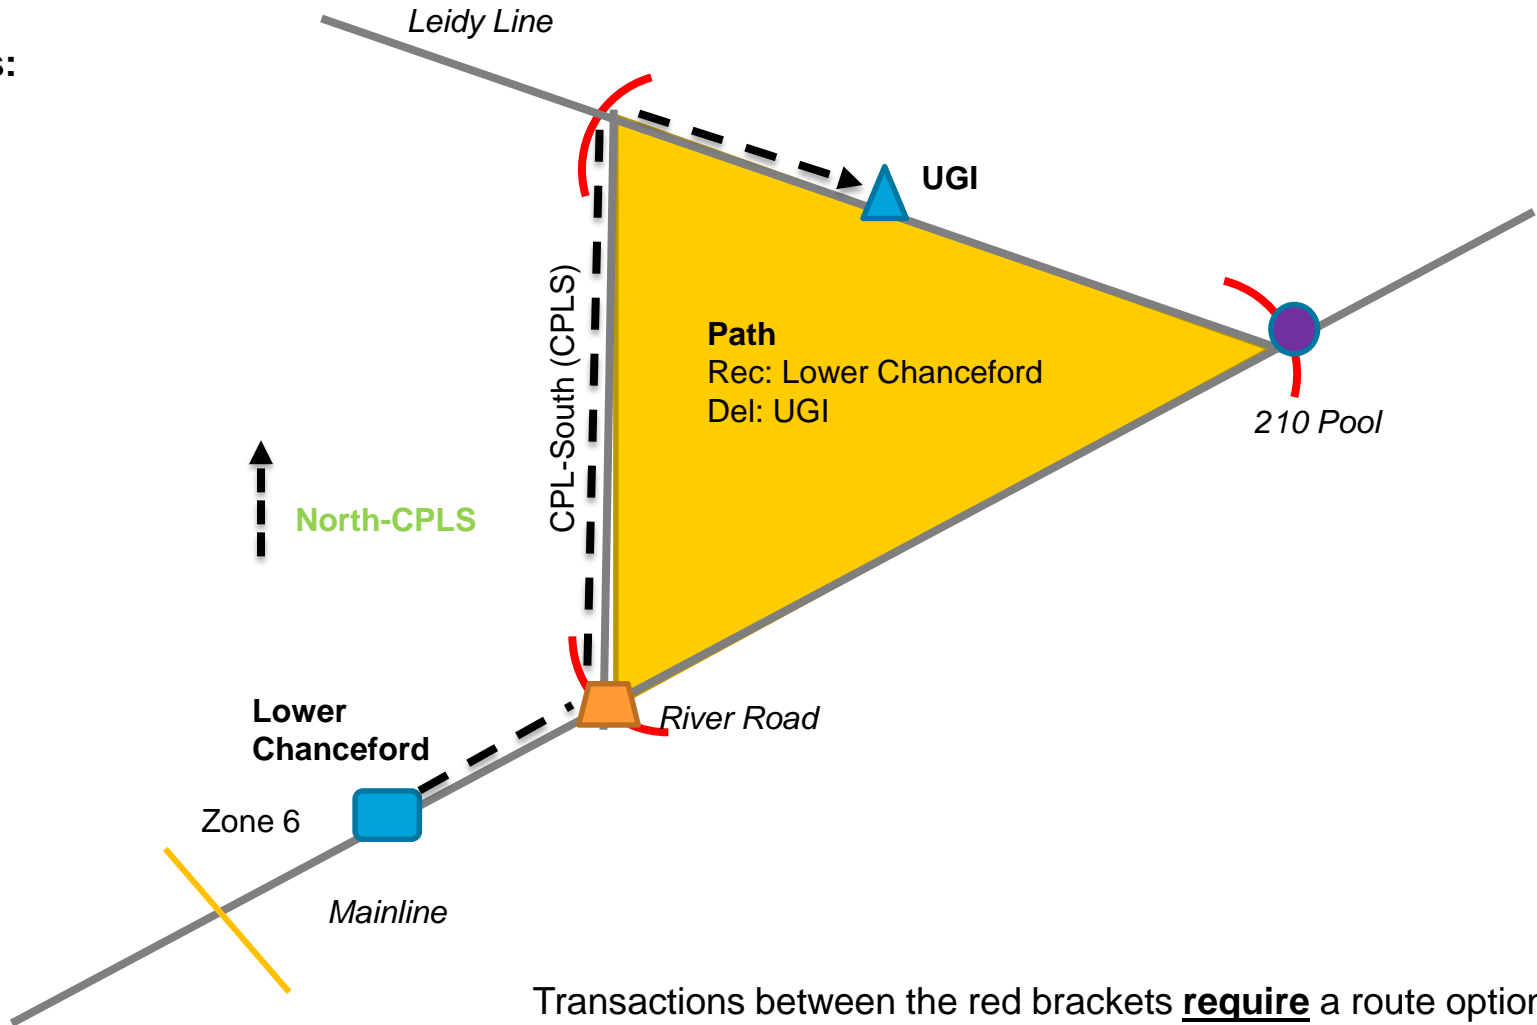 Leidy Line
s:
UGI
CPL-South (CPLS)
Path
Rec: Lower Chanceford
Del: UGI
210 Pool
North-CPLS
Lower
Chanceford
River Road
Zone 6
Mainline
Transactions between the red brackets require a route option